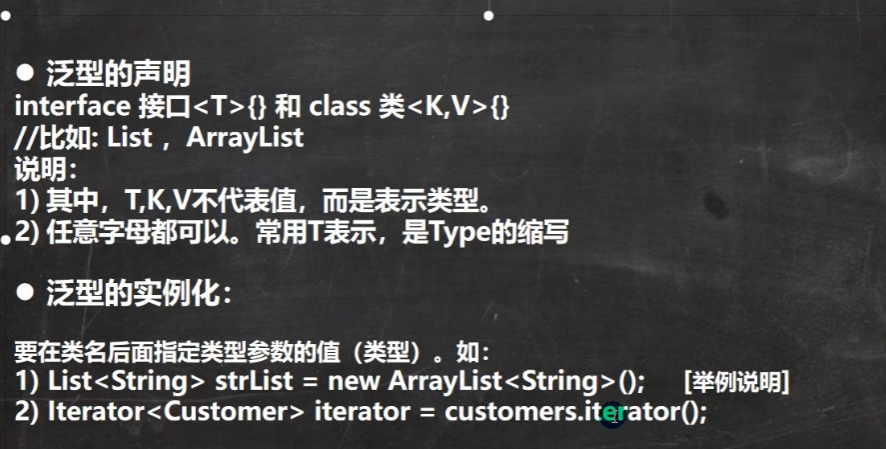 ● 泛型的声明
interface 接口<T>{} 和 class 类<K,V>{}
//比如: List ，ArrayList
说明：
1) 其中，T,K,V不代表值，而是表示类型。
2) 任意字母都可以。常用T表示，是Type的缩写
● 泛型的实例化：
要在类名后面指定类型参数的值（类型）。如：
1) List<String> strList = new ArrayList<String>(); [举例说明]
2) Iterator<Customer> iterator = customers.iterator();